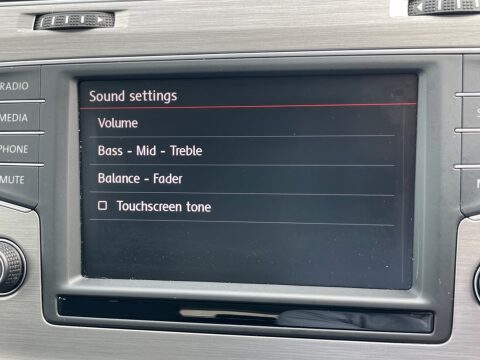 RADIO
MEDIA
PHONE
MUTE
Sound settings
Volume
Bass - Mid - Treble
Balance - Fader
Touchscreen tone